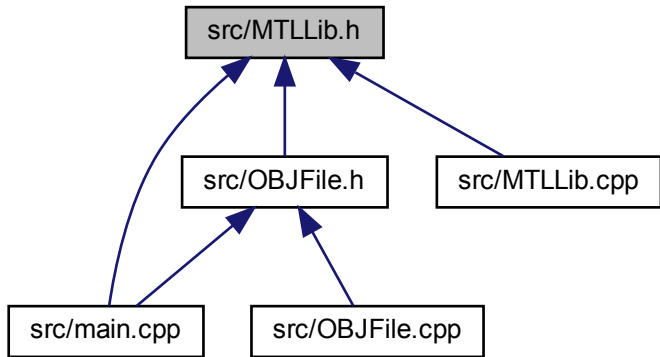 src/MTLLib.h
src/OBJFile.h
src/MTLLib.cpp
src/main.cpp
src/OBJFile.cpp